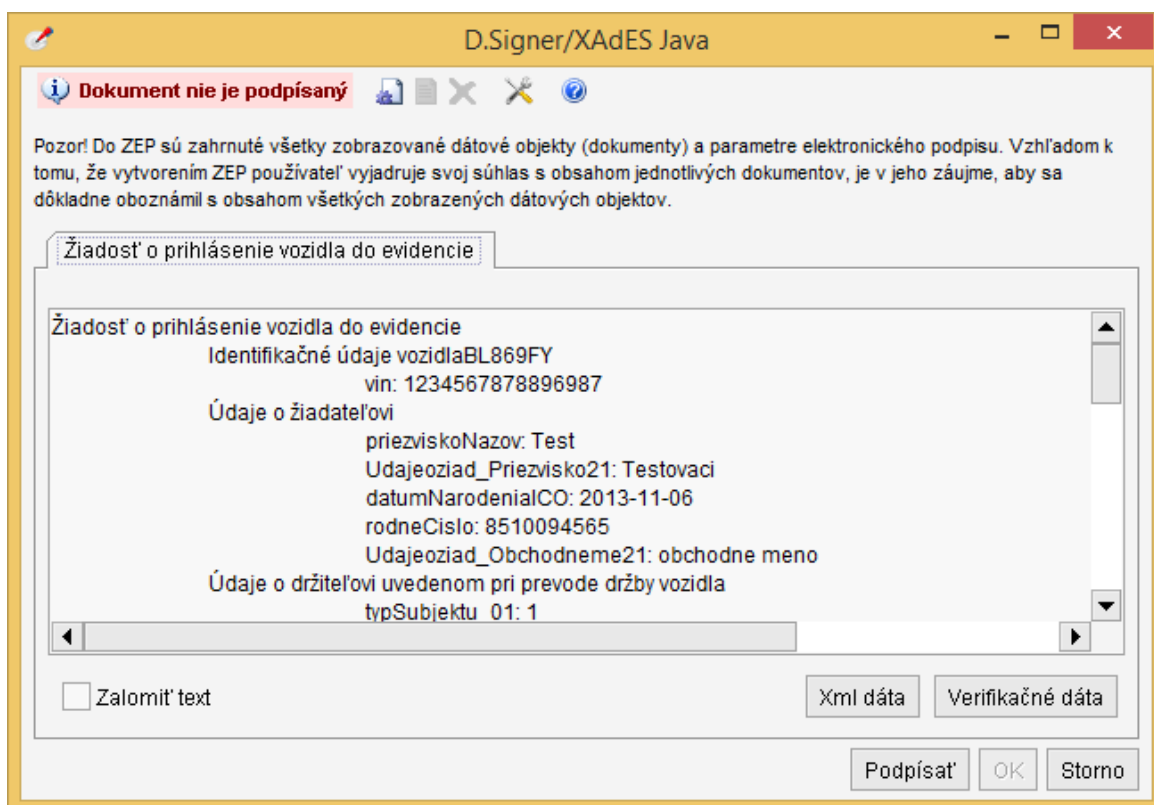 D.Signer/XAdES Java
Dokument nie je podpísaný
Pozor! Do ZEP sú zahrnuté všetky zobrazované dátové objekty (dokumenty) a parametre elektronického podpisu. Vzhľadom k
tomu, že vytvorením ZEP používateľ vyjadruje svoj súhlas s obsahom jednotlivých dokumentov, je v jeho záujme, aby sa
dôkladne oboznámil s obsahom všetkých zobrazených dátových objektov.
Žiadosť o prihlásenie vozidla do evidencie
Žiadosť o prihlásenie vozidla do evidencie
Identifikačné údaje vozidlaBL869FY
vin: 1234567878896987
Údaje o žiadateľovi
priezviskoNazov: Test
Udajeoziad_Priezvisko21: Testovaci
datumNarodeniaICO: 2013-11-06
rodneCislo: 8510094565
Udajeoziad_Obchodneme21: obchodne meno
Údaje o držiteľovi uvedenom pri prevode držby vozidla
typSubjektu_01: 1
Zalomiť text
Xml dáta
Verifikačné dáta
Podpísať
OK
Storno